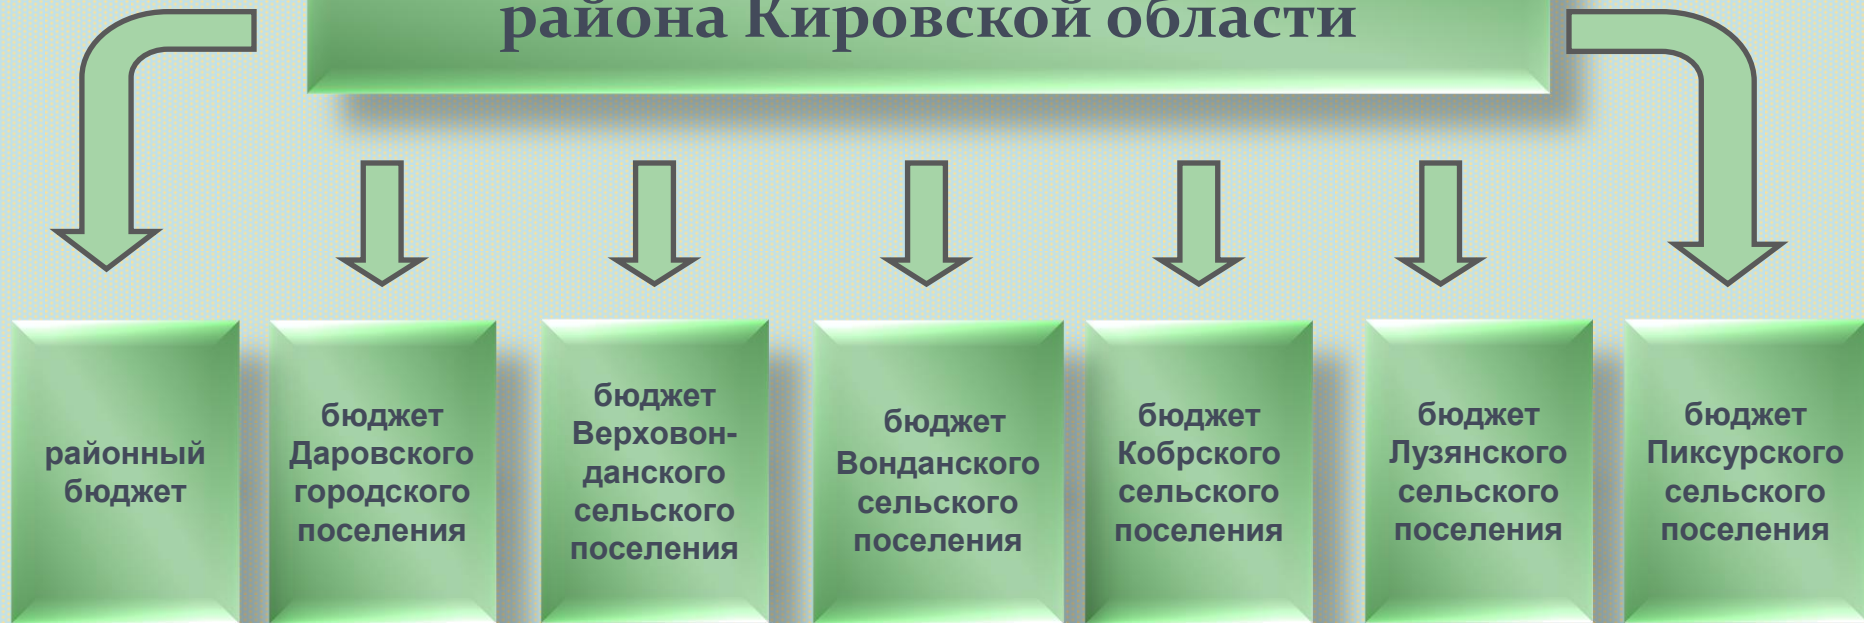 района Кировской области
районный
бюджет
бюджет
Даровского
городского
поселения
бюджет
Верховон-
данского
сельского
поселения
бюджет
Вонданского
сельского
поселения
бюджет
Кобрского
сельского
поселения
бюджет
Лузянского
сельского
поселения
бюджет
Пиксурского
сельского
поселения